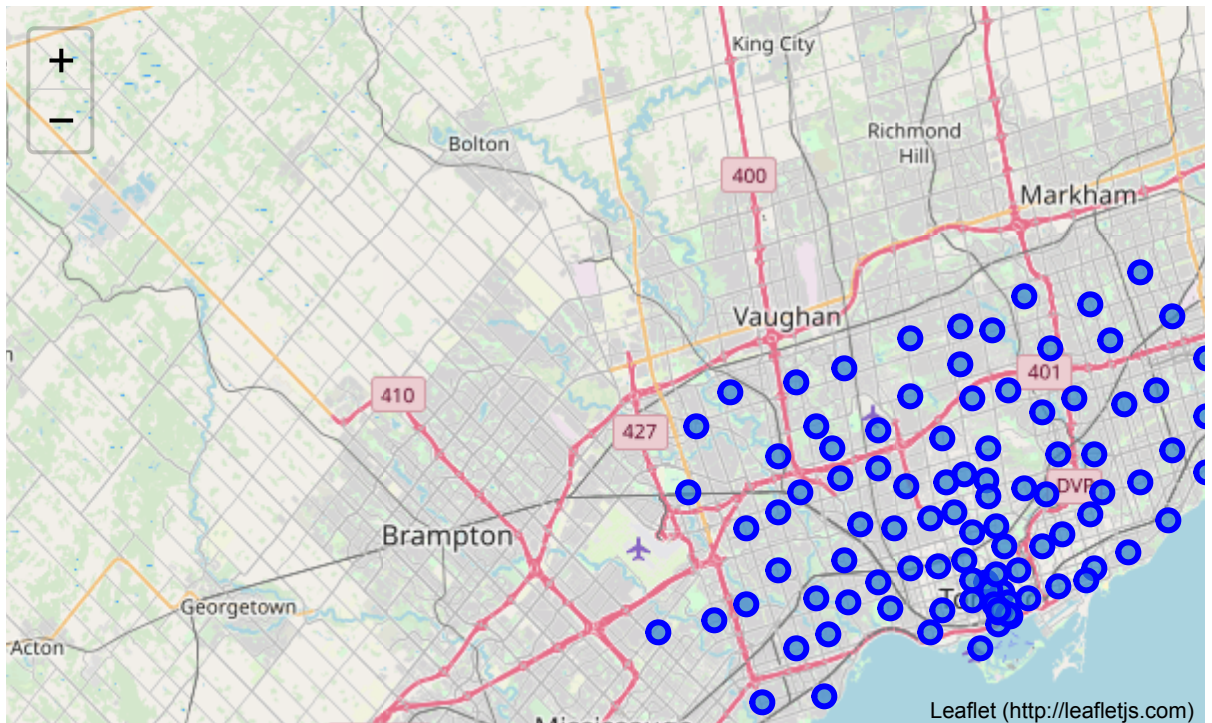 +
King City
−
Richmond
Hill
Bolton
400
Markham
Vaughan
401
410
427
DVP
Brampton
Georgetown
Acton
Leaflet (http://leafletjs.com)